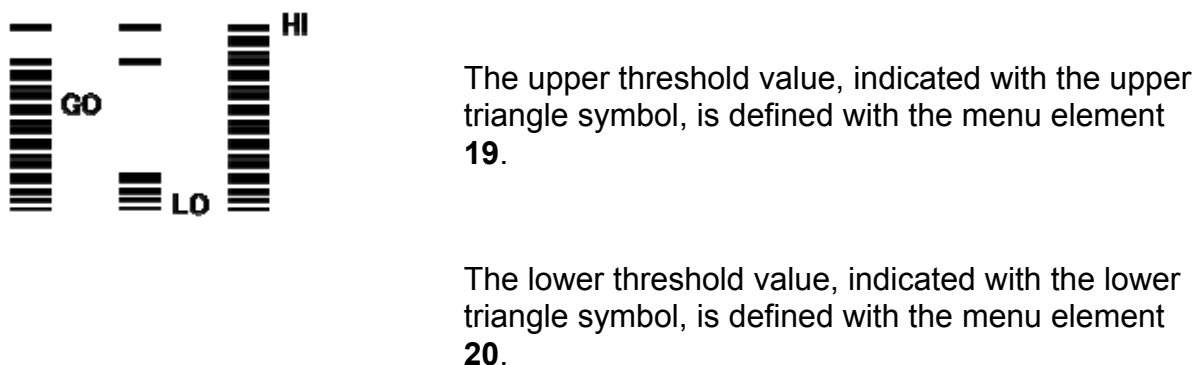 HI
GO
LO
The upper threshold value, indicated with the upper
triangle symbol, is defined with the menu element
19.
The lower threshold value, indicated with the lower
triangle symbol, is defined with the menu element
20.